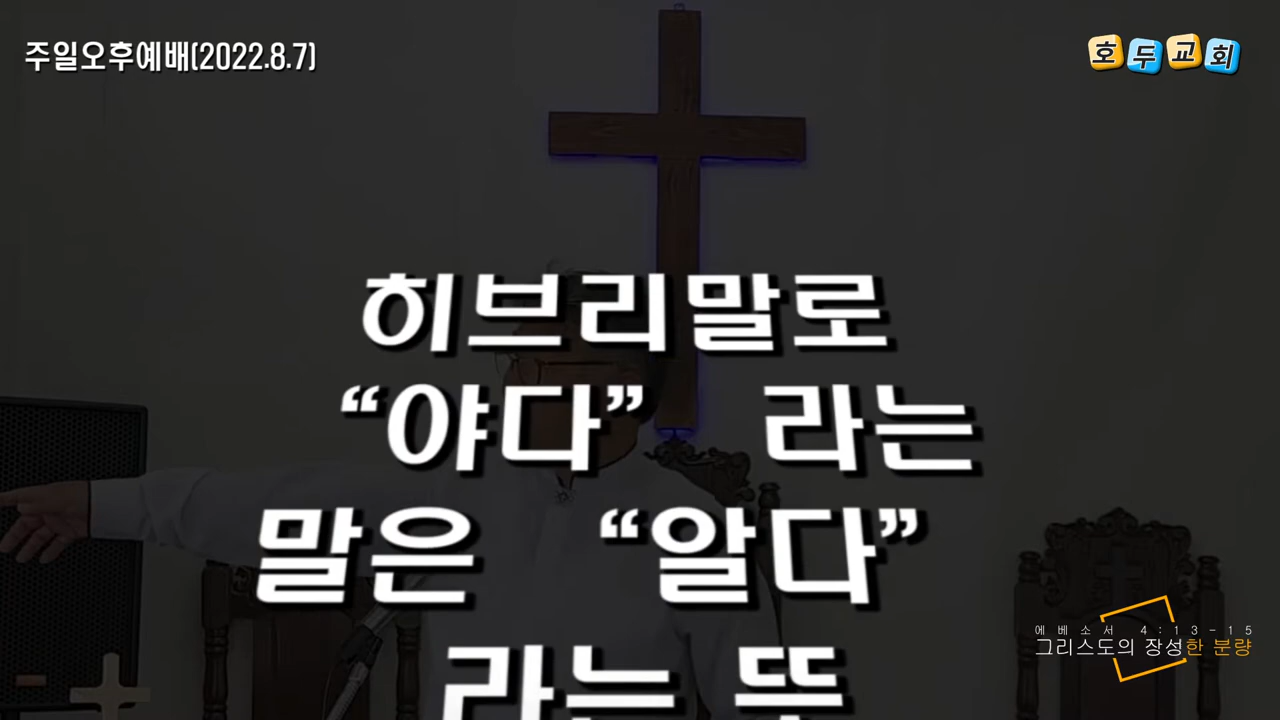 주일오후예배(2022.8.7)
호두교회
히브리말로
“야다” 라는
말은 “알다”
라는 뜻
에베소서 4:13-15
그리스도의 장성한 분량